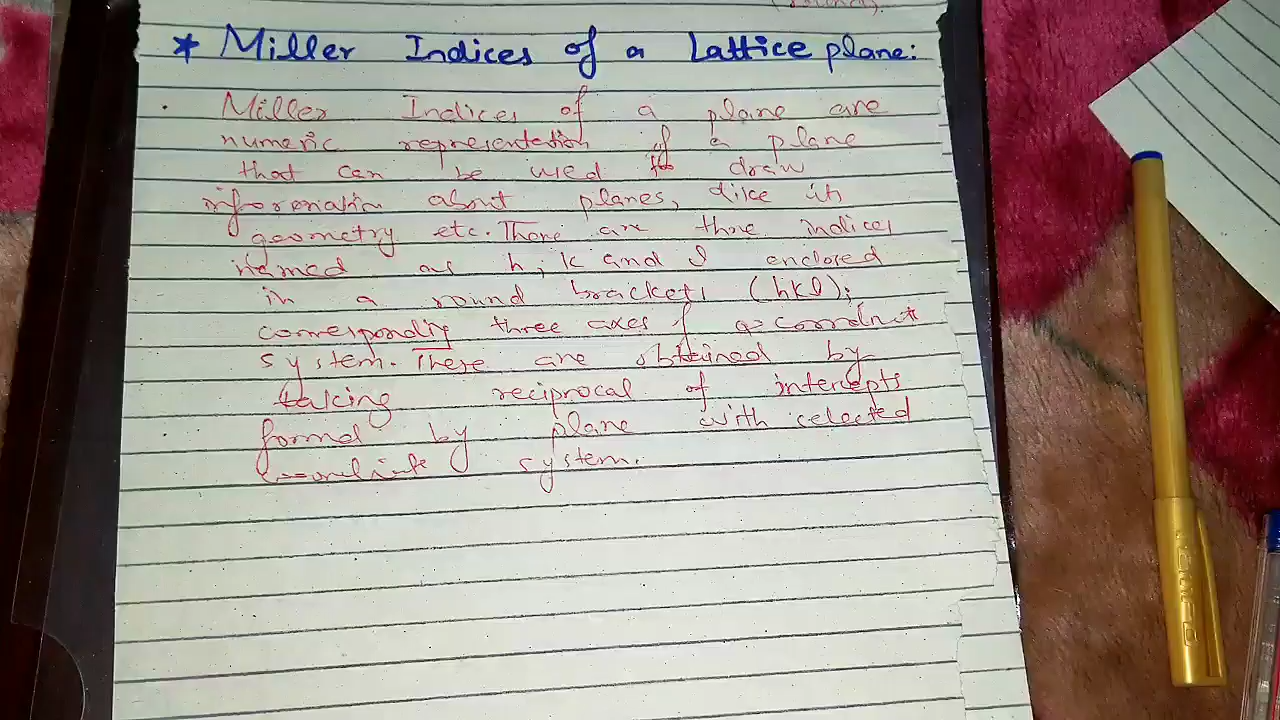 * Miller Indices of a Lattice plane:
. Miller Indices of a plane are
numeric representation of a plane
that can be used to draw
information about planes, like its
geometry etc. There are three indices
named as h, k and l enclosed
in a round brackets (hkl);
corresponding three axes of a coordinate
system. These are obtained by
taking reciprocal of intercepts
formed by plane with selected
coordinate system.